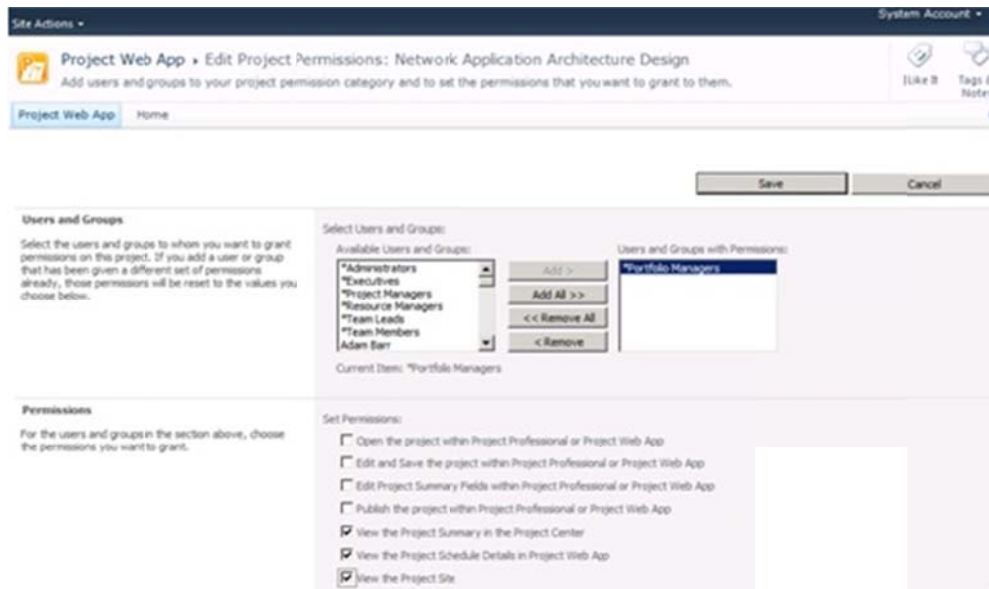 Site Actions
System Account
Project Web App › Edit Project Permissions: Network Application Architecture Design
Add users and groups to your project permission category and to set the permissions that you want to grant to them.
I Like It
Tags &
Notes
Project Web App Home
Save Cancel
Users and Groups
Select the users and groups to whom you want to grant
permissions on this project. If you add a user or group
that has been given a different set of permissions
already, those permissions will be reset to the values you
choose below.
Select Users and Groups:
Available Users and Groups:
*Administrators
*Executives
*Project Managers
*Resource Managers
*Team Leads
*Team Members
Adam Barr
Add >
Add All >>
<< Remove All
< Remove
Users and Groups with Permissions:
*Portfolio Managers
Current Item: *Portfolio Managers
Permissions
For the users and groups in the section above, choose
the permissions you want to grant.
Set Permissions:
Open the project within Project Professional or Project Web App
Edit and Save the project within Project Professional or Project Web App
Edit Project Summary Fields within Project Professional or Project Web App
Publish the project within Project Professional or Project Web App
View the Project Summary in the Project Center
View the Project Schedule Details in Project Web App
View the Project Site